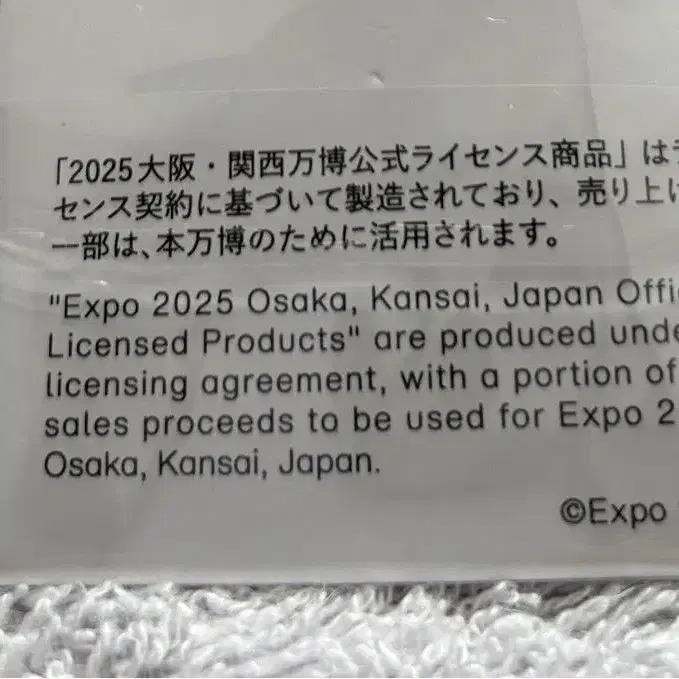 「2025大阪・関西万博公式ライセンス商品」は
センス契約に基づいて製造されており、売り上げ
一部は、本万博のために活用されます。
"Expo 2025 Osaka, Kansai, Japan Offi
Licensed Products" are produced unde
licensing agreement, with a portion of
sales proceeds to be used for Expo 2
Osaka, Kansai, Japan.
©Expo